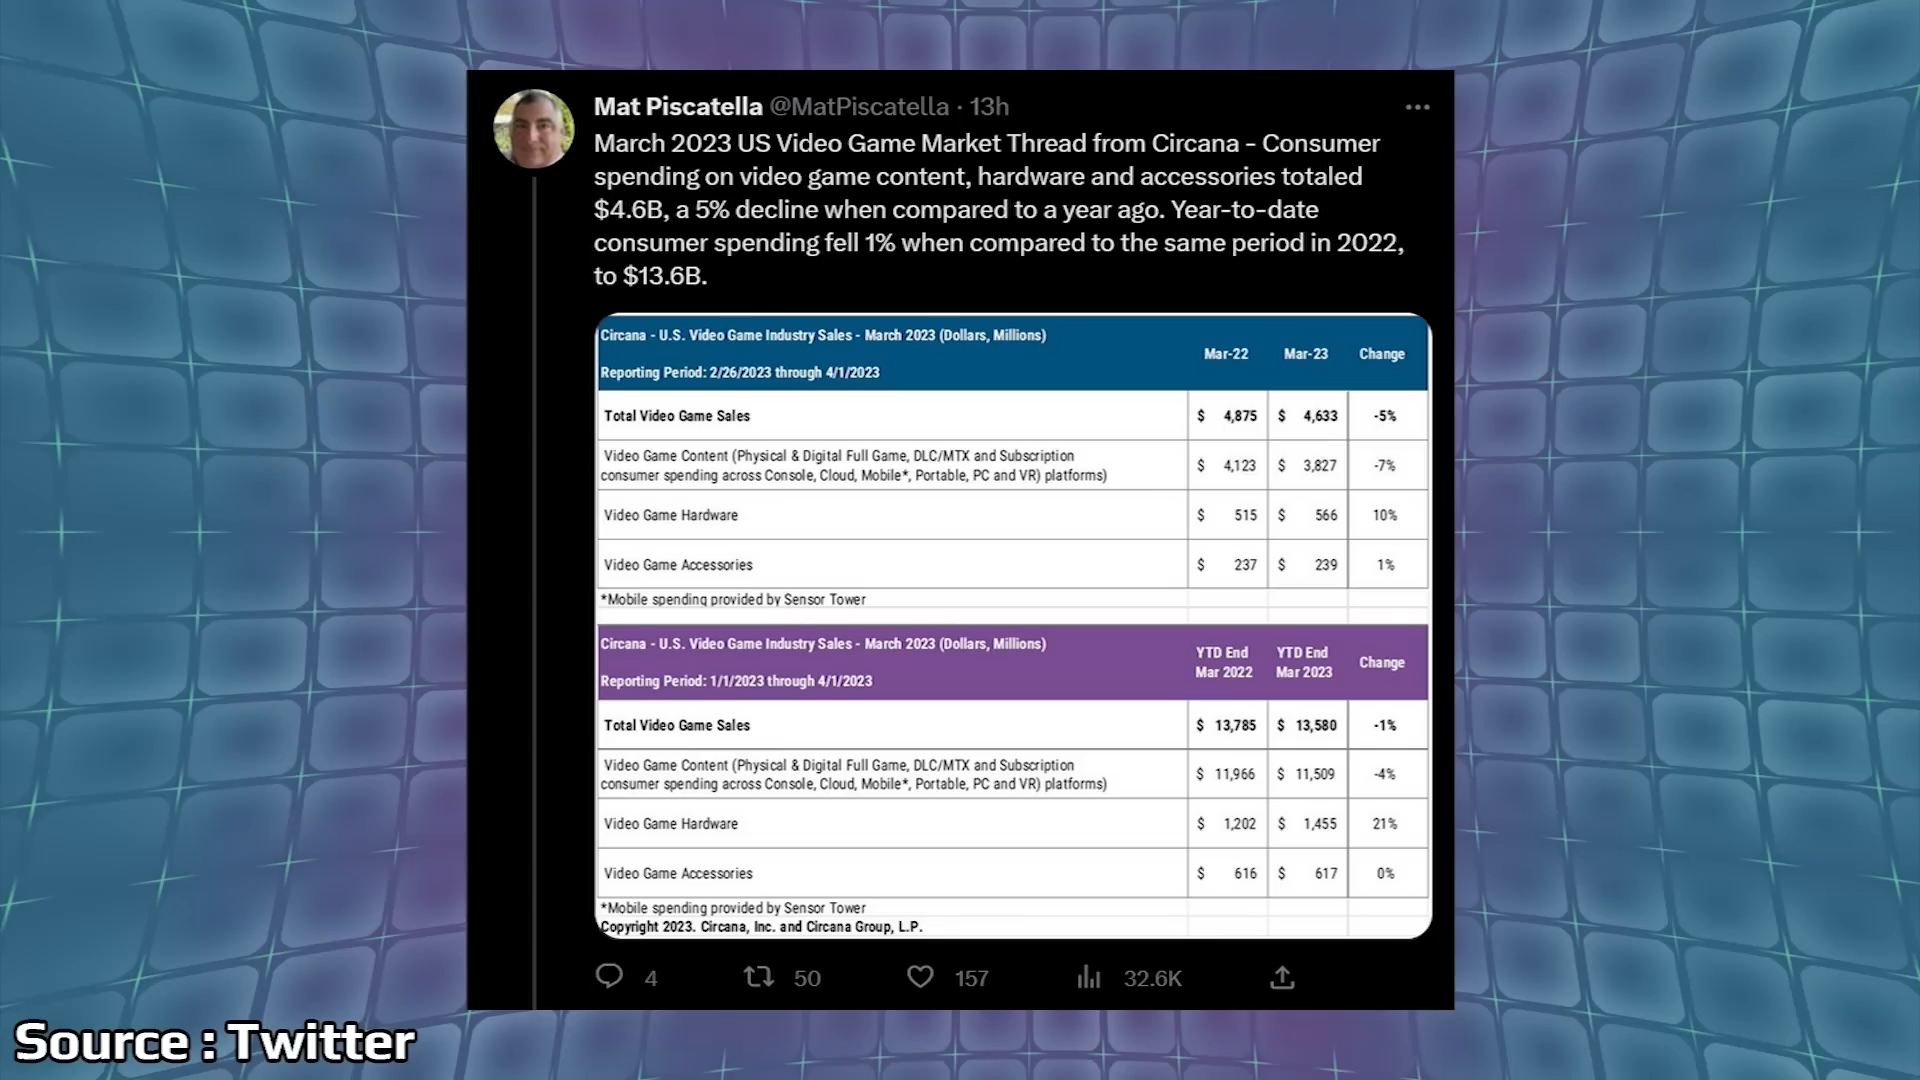 Mat Piscatella @MatPiscatella · 13h
March 2023 US Video Game Market Thread from Circana - Consumer
spending on video game content, hardware and accessories totaled
$4.6B, a 5% decline when compared to a year ago. Year-to-date
consumer spending fell 1% when compared to the same period in 2022,
to $13.6B.
Circana - U.S. Video Game Industry Sales - March 2023 (Dollars, Millions)
Reporting Period: 2/26/2023 through 4/1/2023
Mar-22 Mar-23 Change
Total Video Game Sales $ 4,875 $ 4,633 -5%
Video Game Content (Physical & Digital Full Game, DLC/MTX and Subscription
consumer spending across Console, Cloud, Mobile*, Portable, PC and VR) platforms) $ 4,123 $ 3,827 -7%
Video Game Hardware $ 515 $ 566 10%
Video Game Accessories $ 237 $ 239 1%
*Mobile spending provided by Sensor Tower
Circana - U.S. Video Game Industry Sales - March 2023 (Dollars, Millions)
Reporting Period: 1/1/2023 through 4/1/2023
YTD End YTD End
Mar 2022 Mar 2023 Change
Total Video Game Sales $ 13,785 $ 13,580 -1%
Video Game Content (Physical & Digital Full Game, DLC/MTX and Subscription
consumer spending across Console, Cloud, Mobile*, Portable, PC and VR) platforms) $ 11,966 $ 11,509 -4%
Video Game Hardware $ 1,202 $ 1,455 21%
Video Game Accessories $ 616 $ 617 0%
*Mobile spending provided by Sensor Tower
Copyright 2023. Circana, Inc. and Circana Group, L.P.
4 50 157 32.6K
Source : Twitter